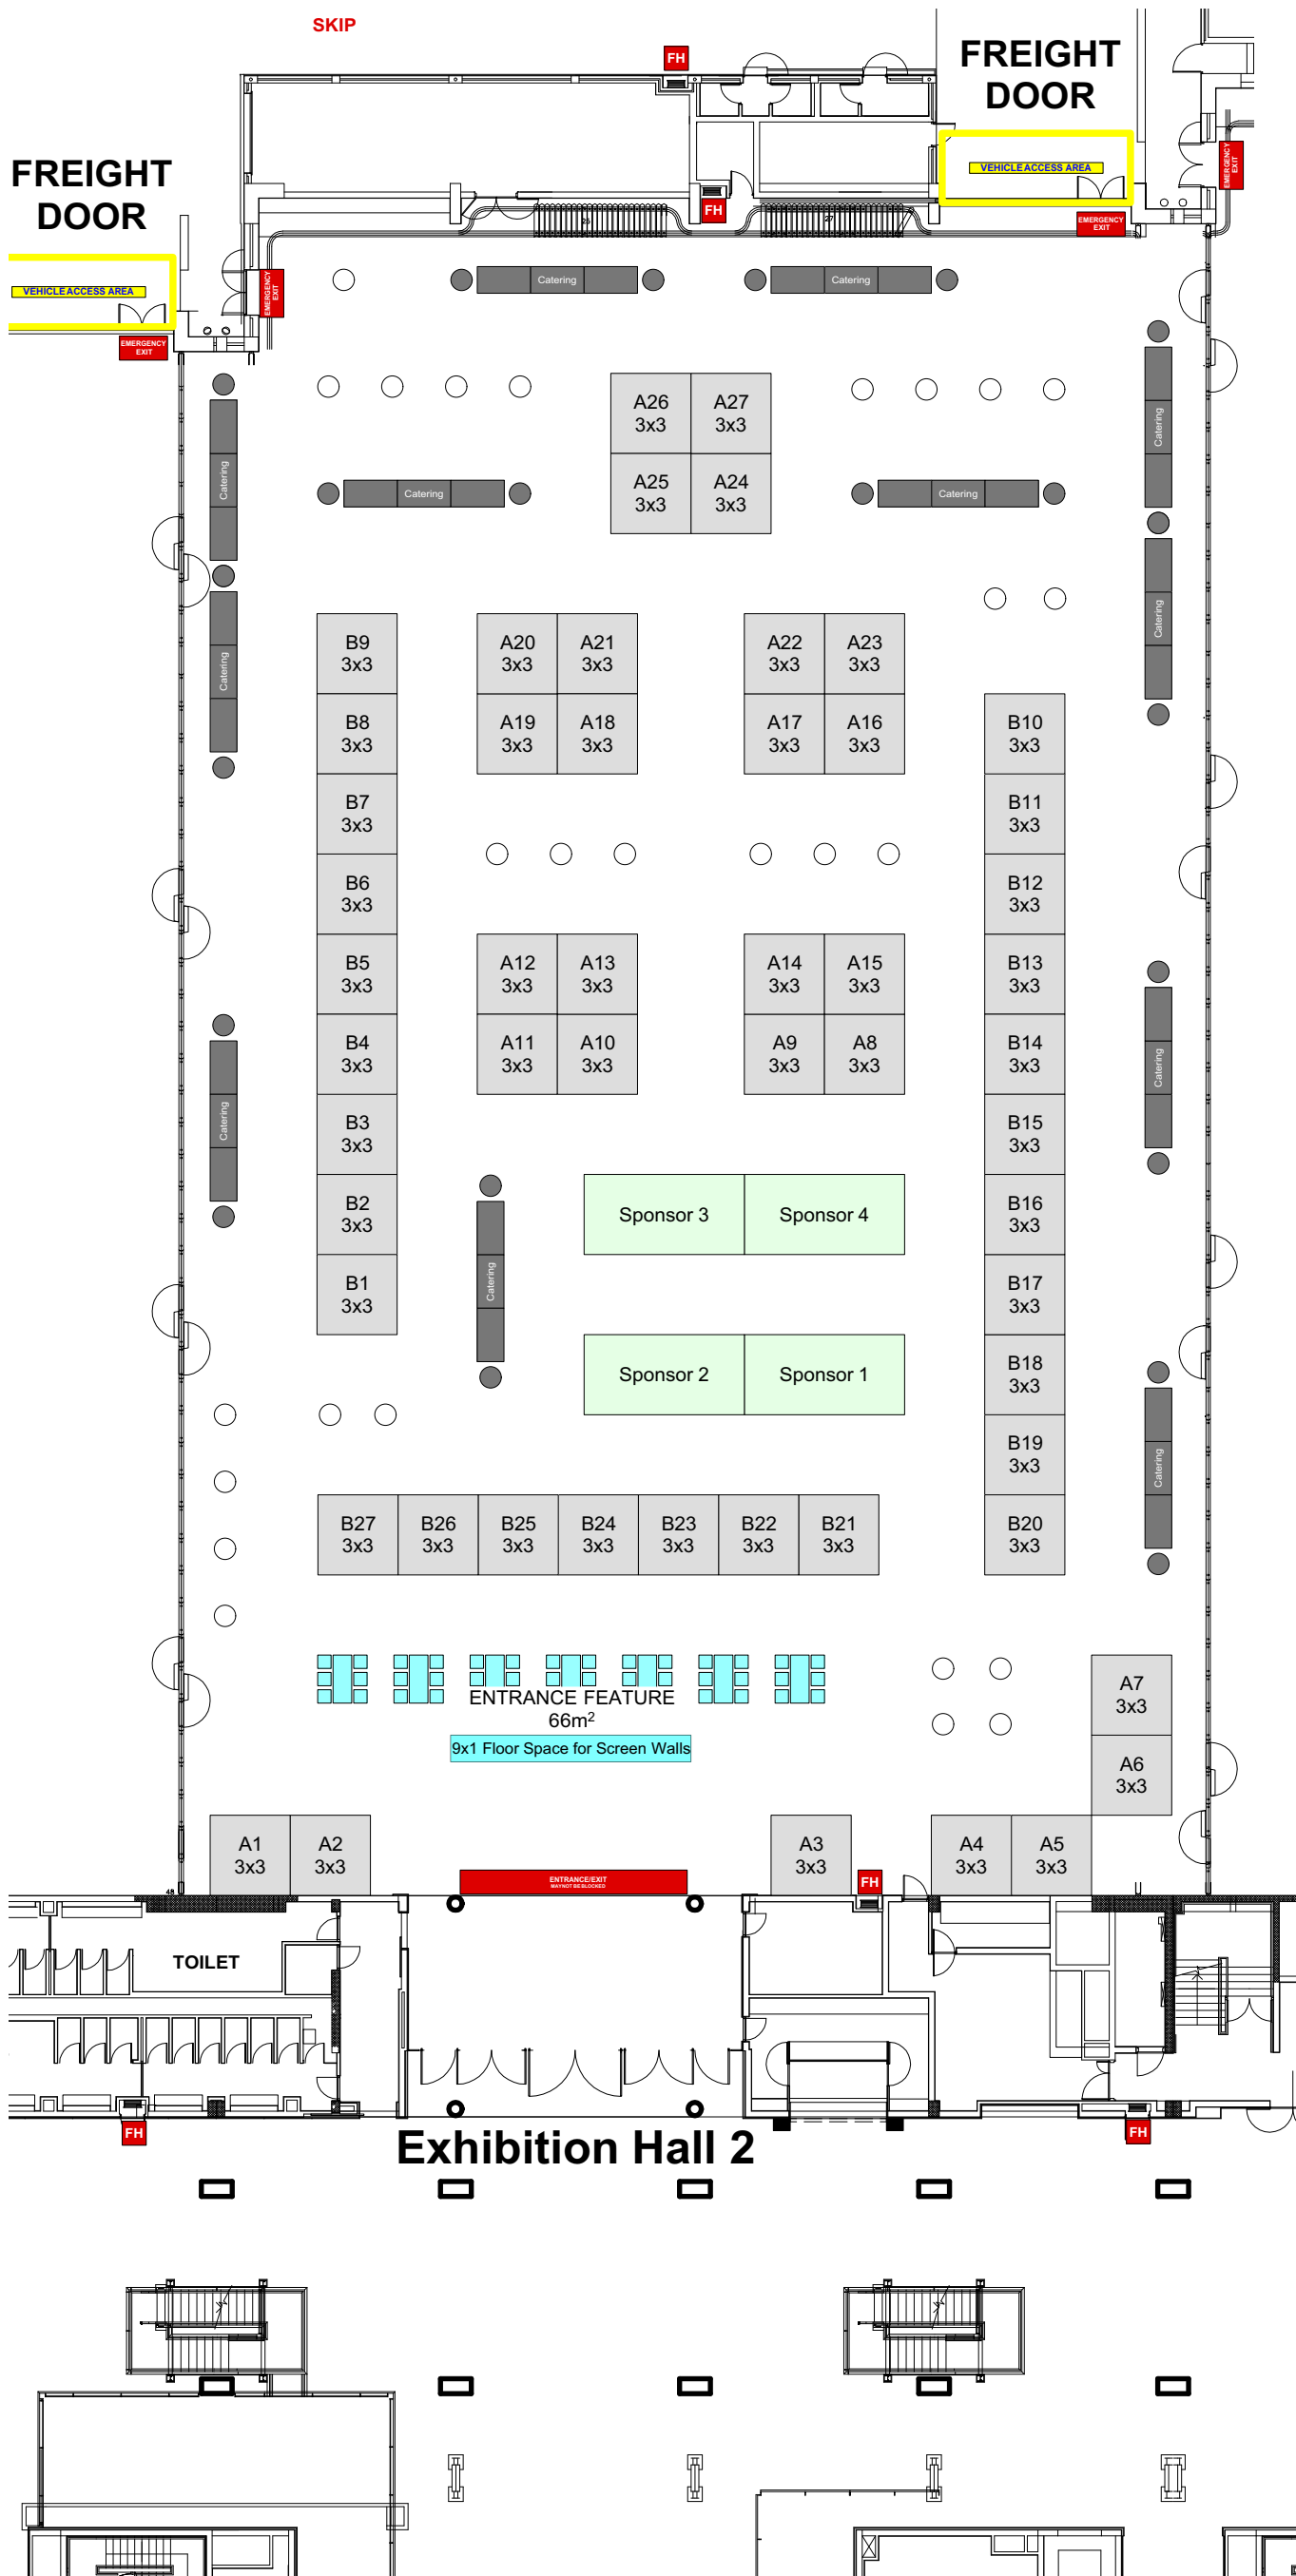 SKIP
FH
FREIGHT
DOOR
VEHICLE ACCESS AREA
EMERGENCY
EXIT
FREIGHT
DOOR
FH
EMERGENCY
EXIT
27
VEHICLE ACCESS AREA
EMERGENCY
EXIT
EMERGENCY
EXIT
Catering
Catering
A26
3x3
A27
3x3
Catering
Catering
Catering
A25
3x3
A24
3x3
Catering
Catering
B9
3x3
A20
3x3
A21
3x3
A22
3x3
A23
3x3
Catering
Catering
B8
3x3
A19
3x3
A18
3x3
A17
3x3
A16
3x3
B10
3x3
B7
3x3
B11
3x3
B6
3x3
B12
3x3
B5
3x3
A12
3x3
A13
3x3
A14
3x3
A15
3x3
B13
3x3
B4
3x3
A11
3x3
A10
3x3
A9
3x3
A8
3x3
B14
3x3
Catering
Catering
B3
3x3
B15
3x3
B2
3x3
Sponsor 3
Sponsor 4
B16
3x3
B1
3x3
Catering
B17
3x3
Sponsor 2
Sponsor 1
B18
3x3
B19
3x3
Catering
B27
3x3
B26
3x3
B25
3x3
B24
3x3
B23
3x3
B22
3x3
B21
3x3
B20
3x3
ENTRANCE FEATURE
66m²
9x1 Floor Space for Screen Walls
A7
3x3
A6
3x3
A1
3x3
A2
3x3
A3
3x3
A4
3x3
A5
3x3
ENTRANCE/EXIT
MAY NOT BE BLOCKED
FH
48
TOILET
FH
FH
Exhibition Hall 2